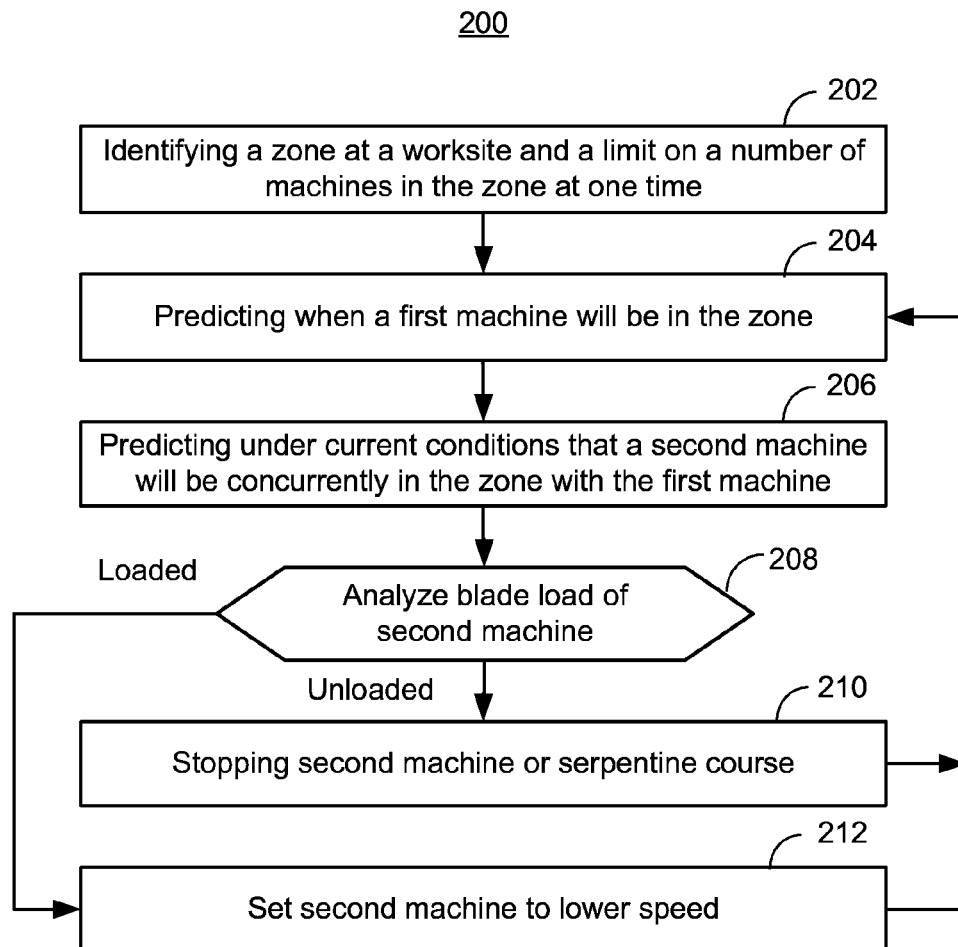 200
202
Identifying a zone at a worksite and a limit on a number of
machines in the zone at one time
204
Predicting when a first machine will be in the zone
206
Predicting under current conditions that a second machine
will be concurrently in the zone with the first machine
Loaded
208
Analyze blade load of
second machine
Unloaded
210
Stopping second machine or serpentine course
212
Set second machine to lower speed